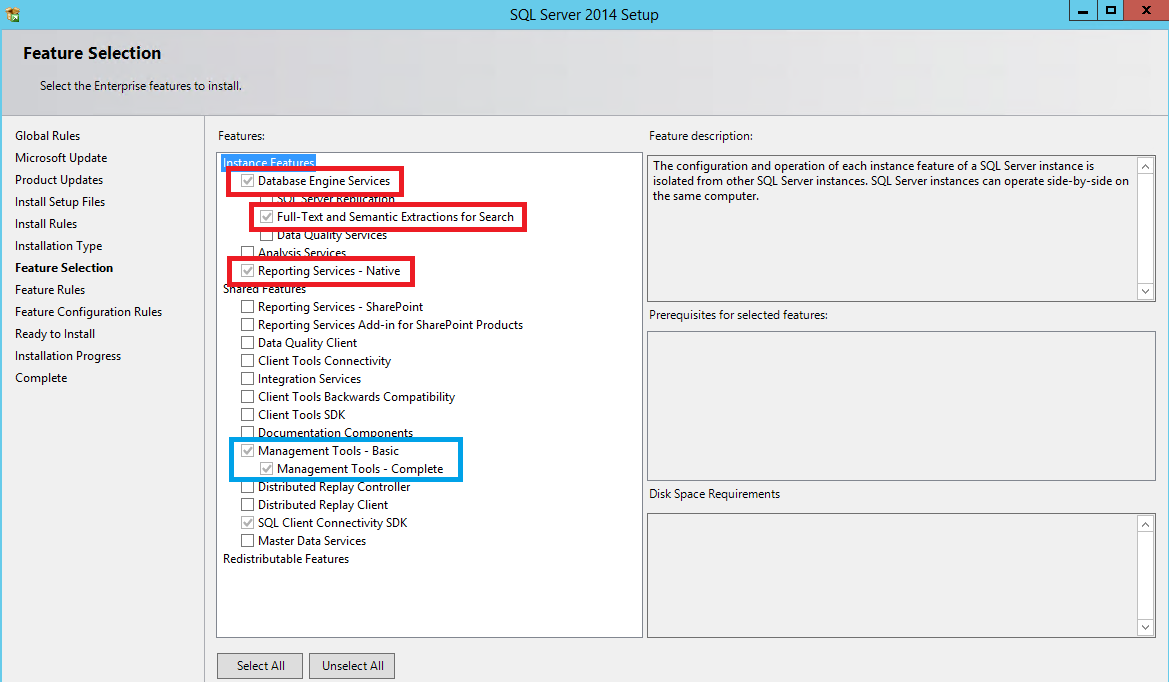 SQL Server 2014 Setup
Feature Selection
Select the Enterprise features to install.
Global Rules
Microsoft Update
Product Updates
Install Setup Files
Install Rules
Installation Type
Feature Selection
Feature Rules
Feature Configuration Rules
Ready to Install
Installation Progress
Complete
Features:
Instance Features
Database Engine Services
SQL Server Replication
Full-Text and Semantic Extractions for Search
Data Quality Services
Analysis Services
Reporting Services - Native
Shared Features
Reporting Services - SharePoint
Reporting Services Add-in for SharePoint Products
Data Quality Client
Client Tools Connectivity
Integration Services
Client Tools Backwards Compatibility
Client Tools SDK
Documentation Components
Management Tools - Basic
Management Tools - Complete
Distributed Replay Controller
Distributed Replay Client
SQL Client Connectivity SDK
Master Data Services
Redistributable Features
Select All
Unselect All
Feature description:
The configuration and operation of each instance feature of a SQL Server instance is
isolated from other SQL Server instances. SQL Server instances can operate side-by-side on
the same computer.
Prerequisites for selected features:
Disk Space Requirements